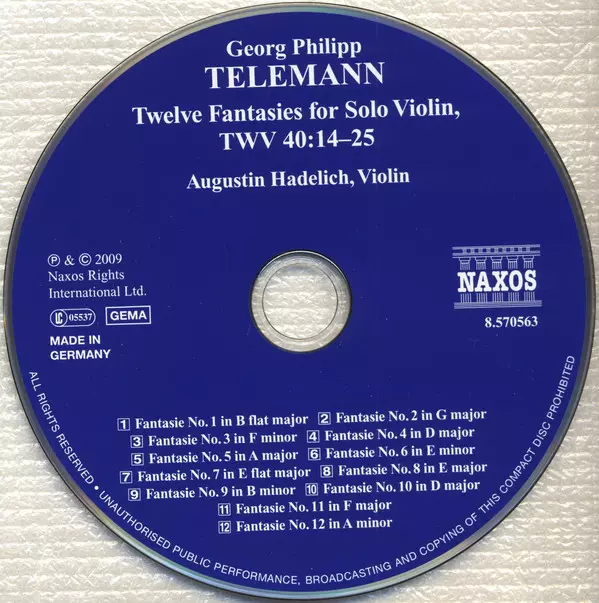 Georg Philipp
TELEMANN
Twelve Fantasies for Solo Violin,
TWV 40:14–25
Augustin Hadelich, Violin
Ⓟ & © 2009
Naxos Rights
International Ltd.
LC 05537 GEMA
MADE IN
GERMANY
NAXOS
8.570563
1 Fantasie No. 1 in B flat major 2 Fantasie No. 2 in G major
3 Fantasie No. 3 in F minor 4 Fantasie No. 4 in D major
5 Fantasie No. 5 in A major 6 Fantasie No. 6 in E minor
7 Fantasie No. 7 in E flat major 8 Fantasie No. 8 in E major
9 Fantasie No. 9 in B minor 10 Fantasie No. 10 in D major
11 Fantasie No. 11 in F major
12 Fantasie No. 12 in A minor
ALL RIGHTS RESERVED • UNAUTHORISED PUBLIC PERFORMANCE, BROADCASTING AND COPYING OF THIS COMPACT DISC PROHIBITED